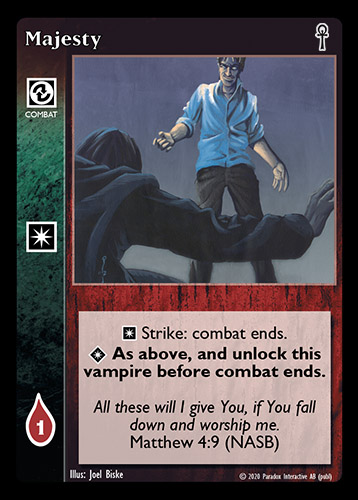 Majesty
COMBAT
Strike: combat ends.
As above, and unlock this
vampire before combat ends.
All these will I give You, if You fall
down and worship me.
Matthew 4:9 (NASB)
1
Illus: Joel Biske
© 2020 Paradox Interactive AB (publ)